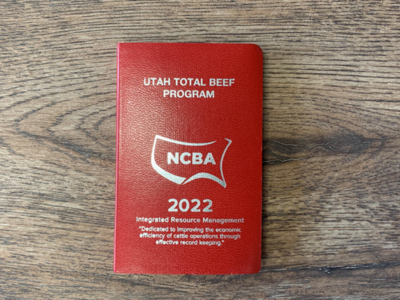 UTAH TOTAL BEEF
PROGRAM
NCBA
2022
Integrated Resource Management
"Dedicated to improving the economic
efficiency of cattle operations through
effective record keeping."